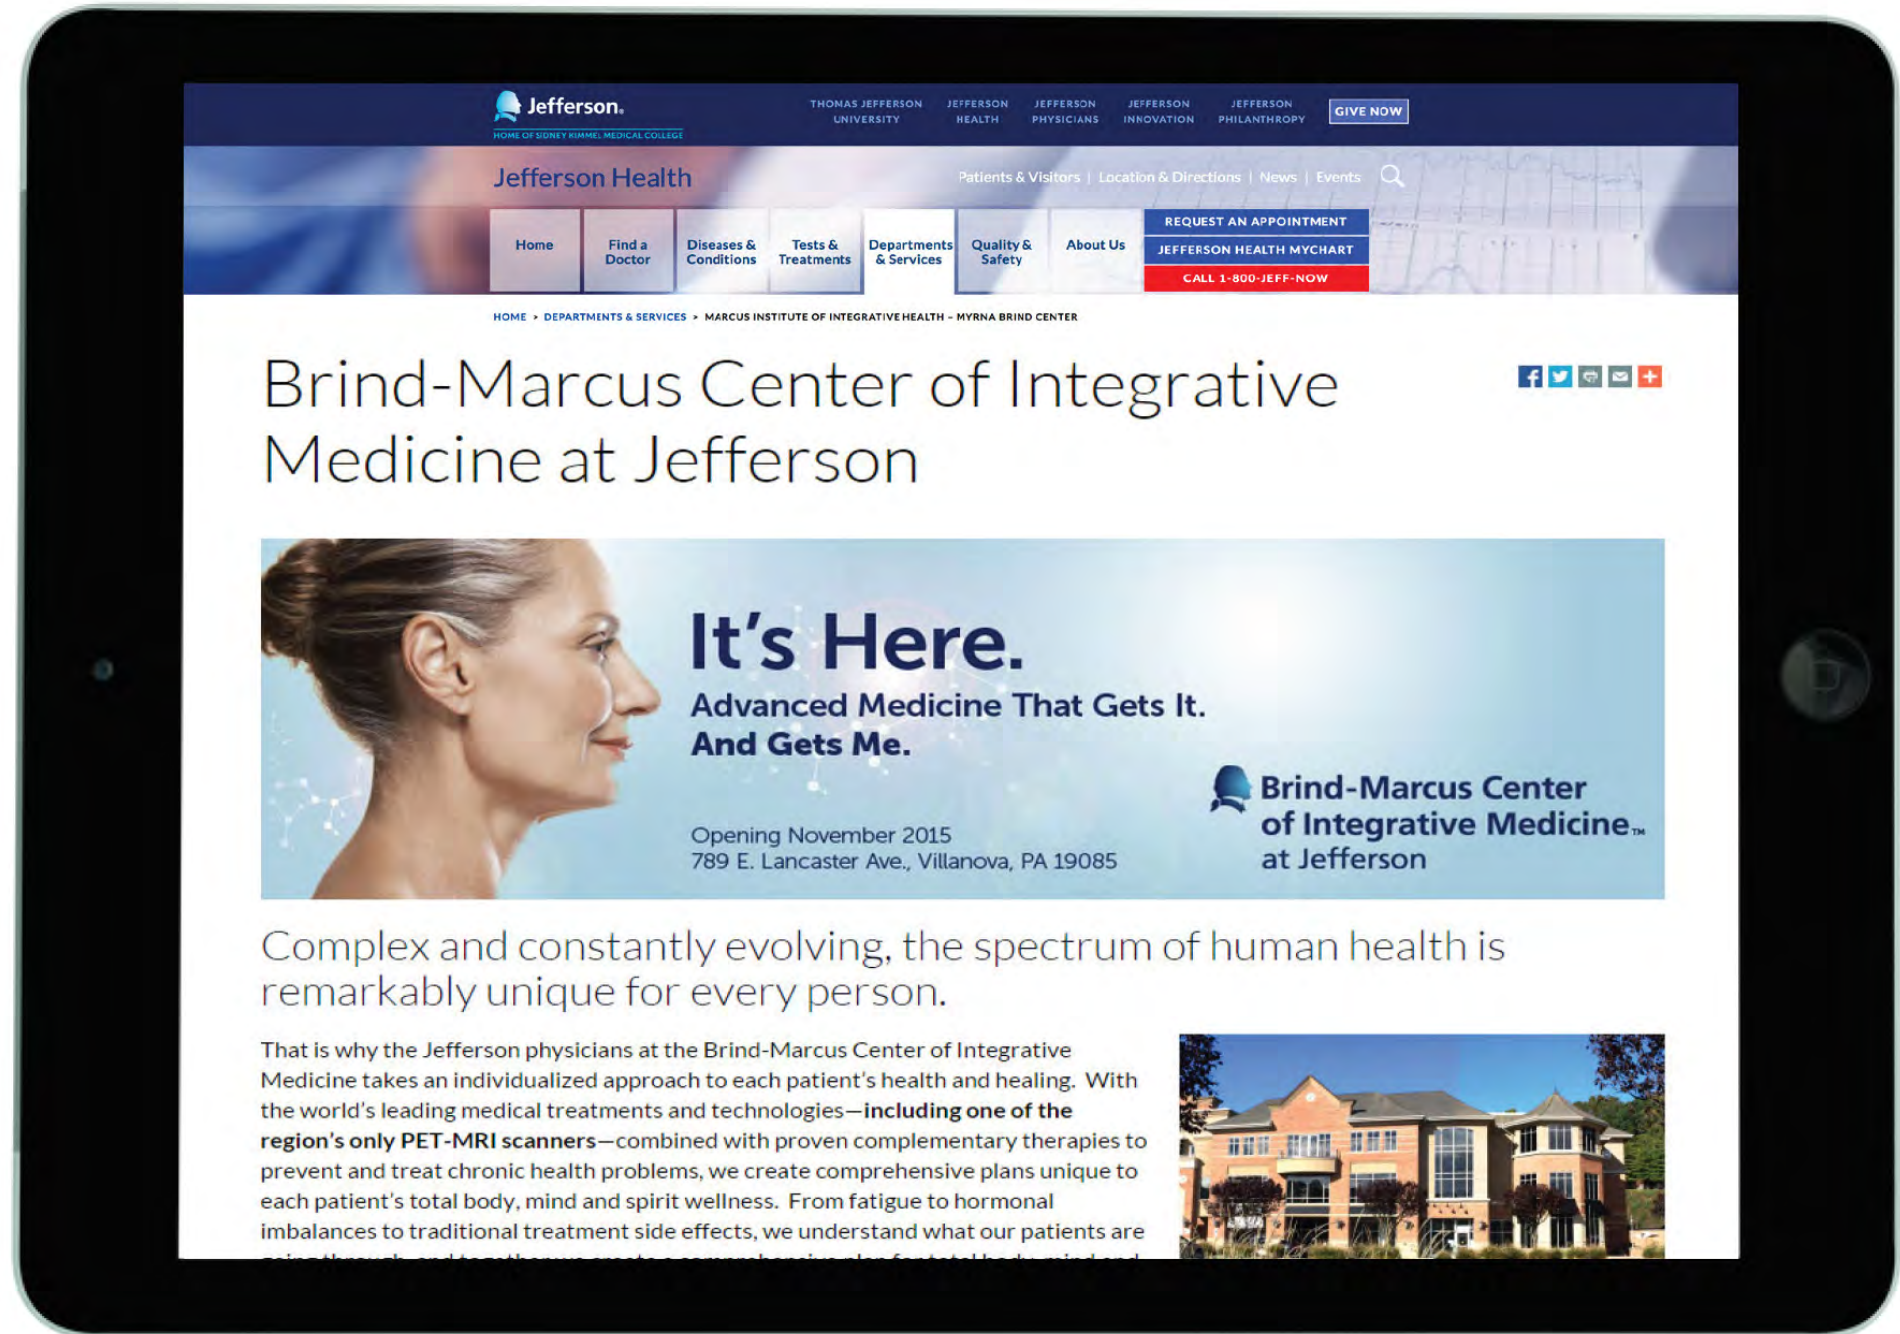 Jefferson®
HOME OF SIDNEY KIMMEL MEDICAL COLLEGE
THOMAS JEFFERSON
UNIVERSITY
JEFFERSON
HEALTH
JEFFERSON
PHYSICIANS
JEFFERSON
INNOVATION
JEFFERSON
PHILANTHROPY
GIVE NOW
Jefferson Health
Patients & Visitors | Location & Directions | News | Events
Home
Find a
Doctor
Diseases &
Conditions
Tests &
Treatments
Departments
& Services
Quality &
Safety
About Us
REQUEST AN APPOINTMENT
JEFFERSON HEALTH MYCHART
CALL 1-800-JEFF-NOW
HOME > DEPARTMENTS & SERVICES > MARCUS INSTITUTE OF INTEGRATIVE HEALTH – MYRNA BRIND CENTER
Brind-Marcus Center of Integrative
Medicine at Jefferson
It's Here.
Advanced Medicine That Gets It.
And Gets Me.
Opening November 2015
789 E. Lancaster Ave., Villanova, PA 19085
Brind-Marcus Center
of Integrative Medicine™
at Jefferson
Complex and constantly evolving, the spectrum of human health is
remarkably unique for every person.
That is why the Jefferson physicians at the Brind-Marcus Center of Integrative
Medicine takes an individualized approach to each patient's health and healing. With
the world's leading medical treatments and technologies—including one of the
region's only PET-MRI scanners—combined with proven complementary therapies to
prevent and treat chronic health problems, we create comprehensive plans unique to
each patient's total body, mind and spirit wellness. From fatigue to hormonal
imbalances to traditional treatment side effects, we understand what our patients are